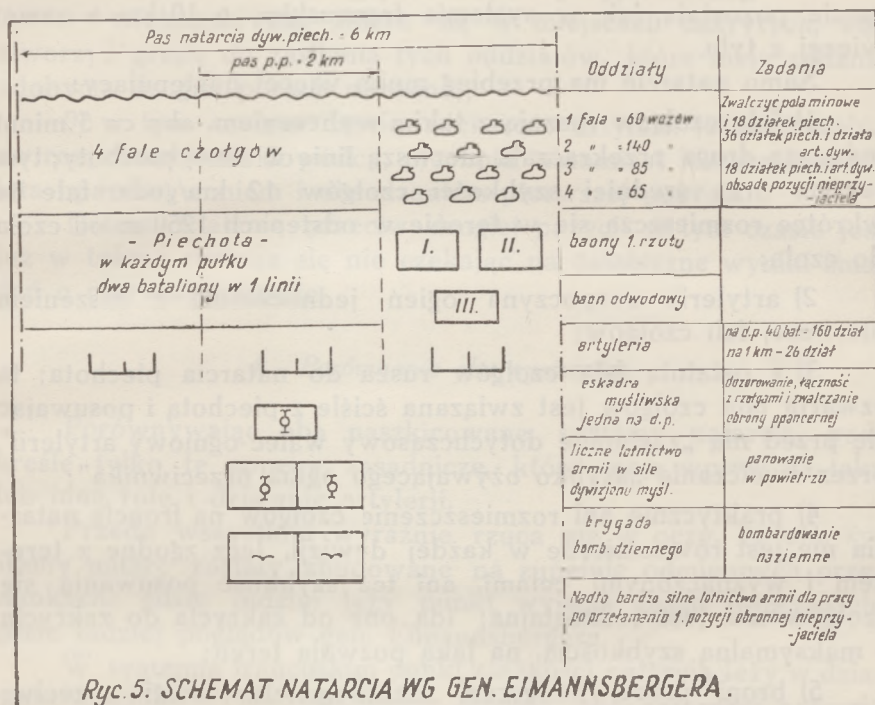 Pas natarcia dyw. piech. = 6 km
pas p.p. = 2 km
Oddziały
Zadania
4 fale czołgów
1 fala = 60 wozów
2 " = 140
3 " = 85 "
4 " = 65 "
Zwalczyć pola minowe
i 18 działek piech.
36 działek piech. i działa
art. dyw.
18 działek piech. i art. dyw.
obsadę pozycji nieprzy-
-jaciela
- Piechota -
w każdym pułku
dwa bataliony w 1 linii
I.
II.
III.
baony 1. rzutu
baon odwodowy
artyleria
na d.p. 40 bat. - 160 dział
na 1 km - 26 dział
eskadra
myśliwska
jedna na d.p.
dozorowanie, łączność
z czołgami i zwalczanie
obrony ppancernej
liczne lotnictwo
armii w sile
dywizjonu myśl.
panowanie
w powietrzu
brygada
bomb. dziennego
bombardowanie
naziemne
Nadto bardzo silne lotnictwo armii dla pracy
po przełamaniu 1. pozycji obronnej nieprzy-
-jaciela
Ryc. 5. SCHEMAT NATARCIA WG GEN. EIMANNSBERGERA.